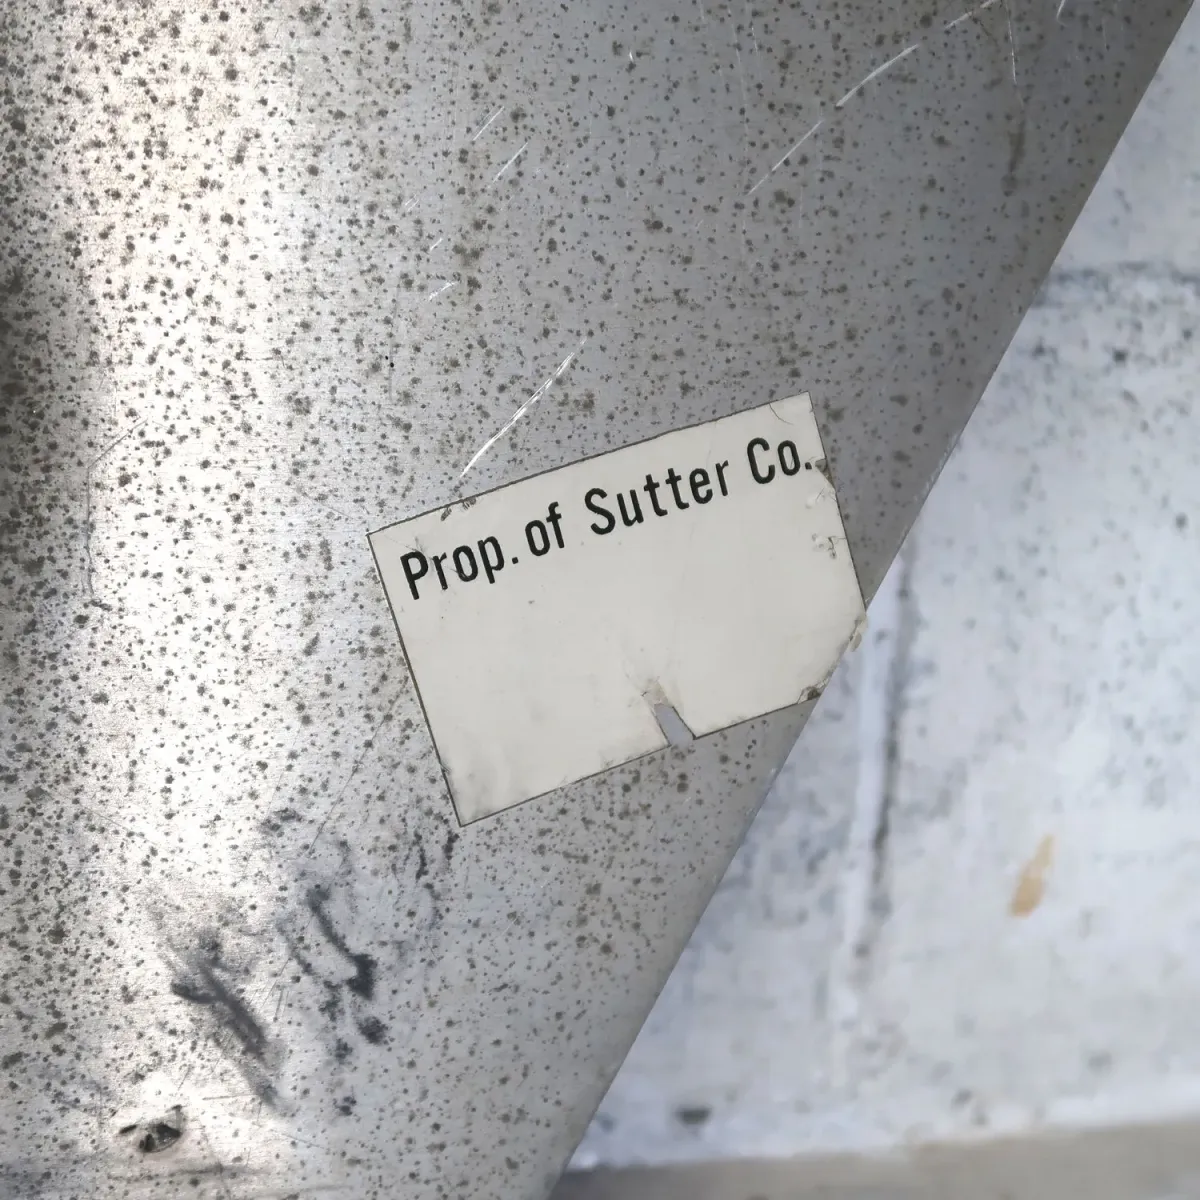 Prop. of Sutter Co.